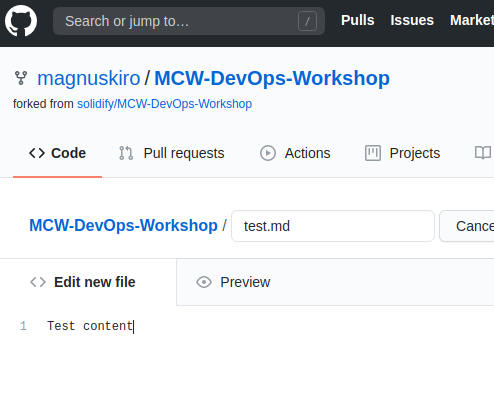 Search or jump to… / Pulls Issues Market
magnuskiro / MCW-DevOps-Workshop
forked from solidify/MCW-DevOps-Workshop
Code Pull requests Actions Projects
MCW-DevOps-Workshop / test.md Cance
Edit new file Preview
1 Test content